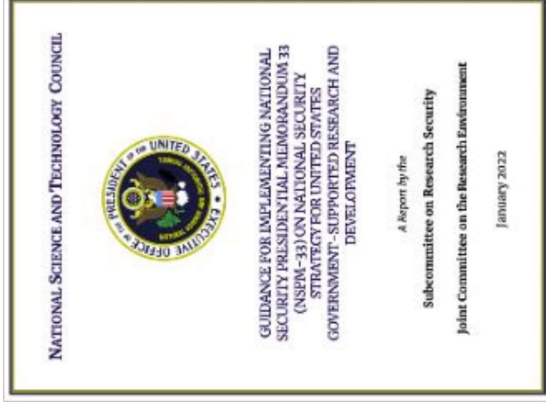 NATIONAL SCIENCE AND TECHNOLOGY COUNCIL
EXECUTIVE OFFICE OF THE PRESIDENT OF THE UNITED STATES
GUIDANCE FOR IMPLEMENTING NATIONAL
SECURITY PRESIDENTIAL MEMORANDUM 33
(NSPM-33) ON NATIONAL SECURITY
STRATEGY FOR UNITED STATES
GOVERNMENT-SUPPORTED RESEARCH AND
DEVELOPMENT
A Report by the
Subcommittee on Research Security
Joint Committee on the Research Environment
January 2022